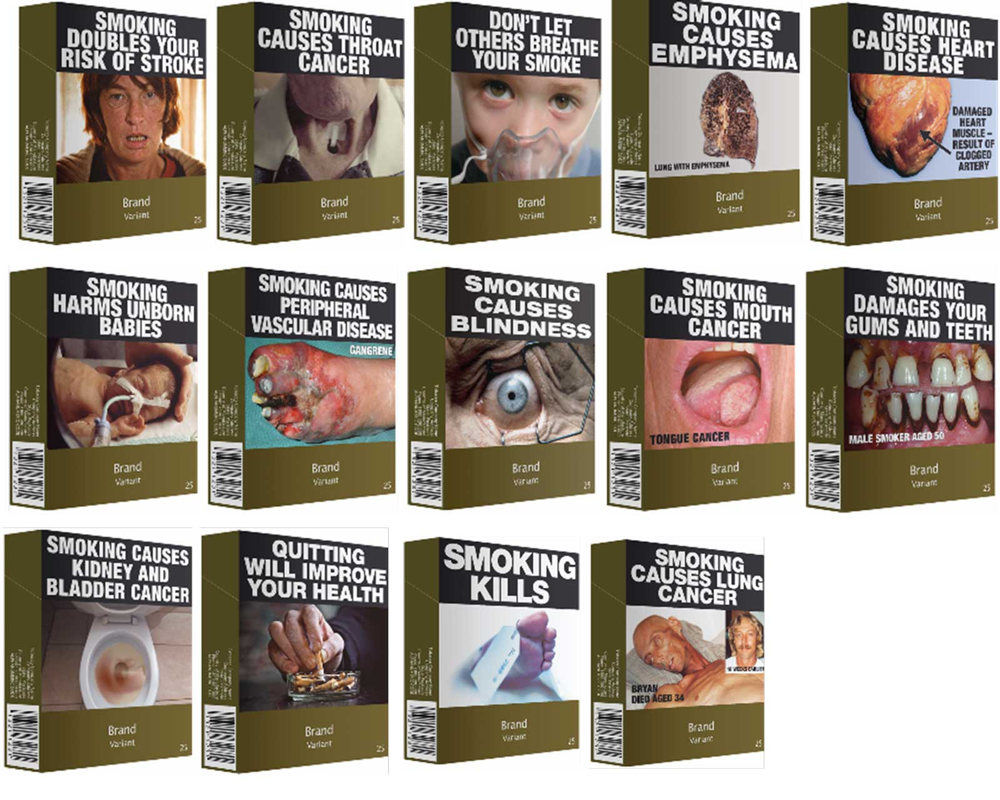 SMOKING
DOUBLES YOUR
RISK OF STROKE
Brand
Variant
25
SMOKING
CAUSES THROAT
CANCER
Brand
Variant
25
DON'T LET
OTHERS BREATHE
YOUR SMOKE
Brand
Variant
25
SMOKING
CAUSES
EMPHYSEMA
LUNG WITH EMPHYSEMA
Brand
Variant
25
SMOKING
CAUSES HEART
DISEASE
DAMAGED
HEART
MUSCLE –
RESULT OF
CLOGGED
ARTERY
Brand
Variant
25
SMOKING
HARMS UNBORN
BABIES
Brand
Variant
25
SMOKING CAUSES
PERIPHERAL
VASCULAR DISEASE
GANGRENE
Brand
Variant
25
SMOKING
CAUSES
BLINDNESS
Brand
Variant
25
SMOKING
CAUSES MOUTH
CANCER
TONGUE CANCER
Brand
Variant
25
SMOKING
DAMAGES YOUR
GUMS AND TEETH
MALE SMOKER AGED 50
Brand
Variant
25
SMOKING CAUSES
KIDNEY AND
BLADDER CANCER
Brand
Variant
25
QUITTING
WILL IMPROVE
YOUR HEALTH
Brand
Variant
25
SMOKING
KILLS
Brand
Variant
25
SMOKING
CAUSES LUNG
CANCER
10 WEEKS EARLIER
BRYAN
DIED AGED 34
Brand
Variant
25